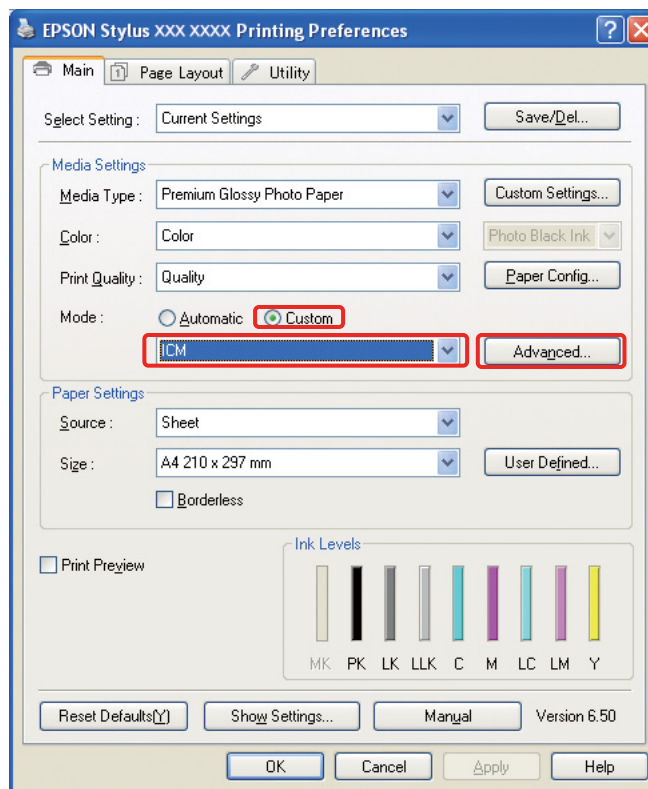 EPSON Stylus XXX XXXX Printing Preferences
Main Page Layout Utility
Select Setting : Current Settings Save/Del...
Media Settings
Media Type : Premium Glossy Photo Paper Custom Settings...
Color : Color Photo Black Ink
Print Quality : Quality Paper Config...
Mode : Automatic Custom
ICM Advanced...
Paper Settings
Source : Sheet
Size : A4 210 x 297 mm User Defined...
Borderless
Print Preview
Ink Levels
MK PK LK LLK C M LC LM Y
Reset Defaults(Y) Show Settings... Manual Version 6.50
OK Cancel Apply Help